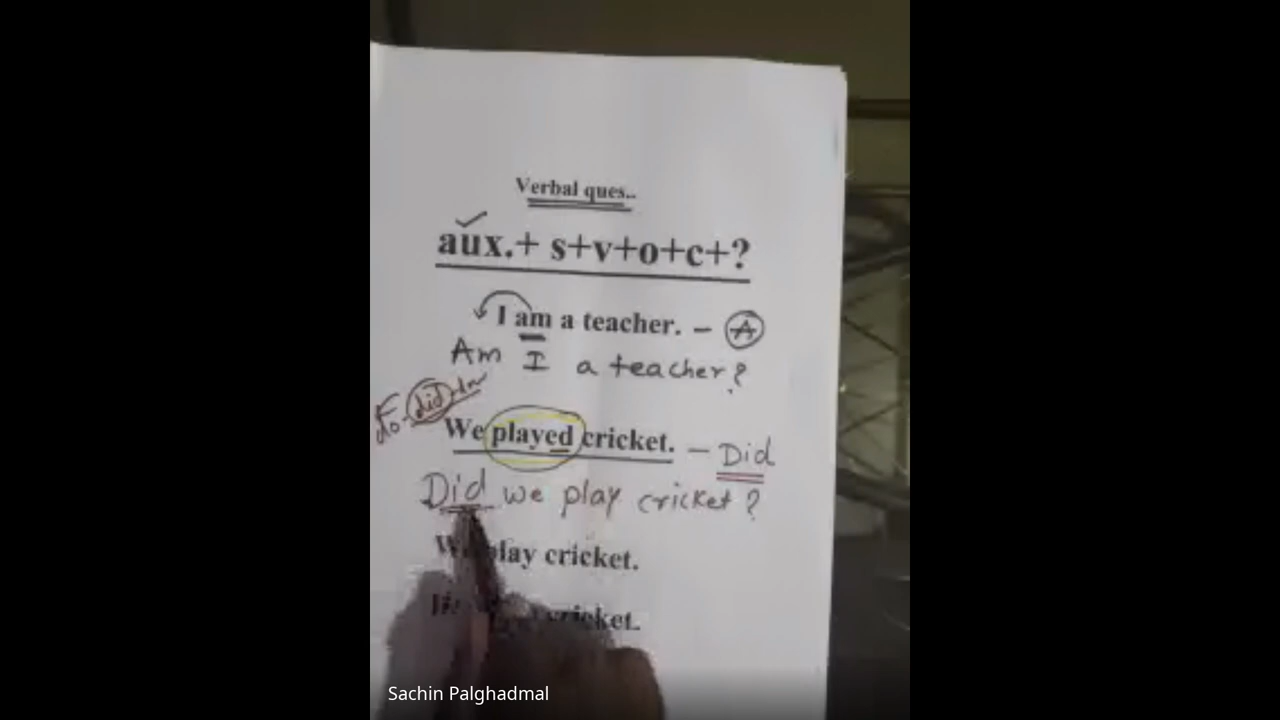 Verbal ques..
aux.+ s+v+o+c+?
I am a teacher. - A
Am I a teacher?
do-did-
We played cricket. - Did
Did we play cricket?
We play cricket.
cricket.
Sachin Palghadmal